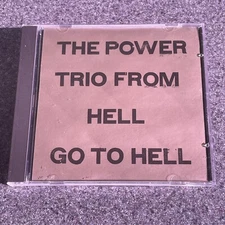 THE POWER
TRIO FROM
HELL
GO TO HELL